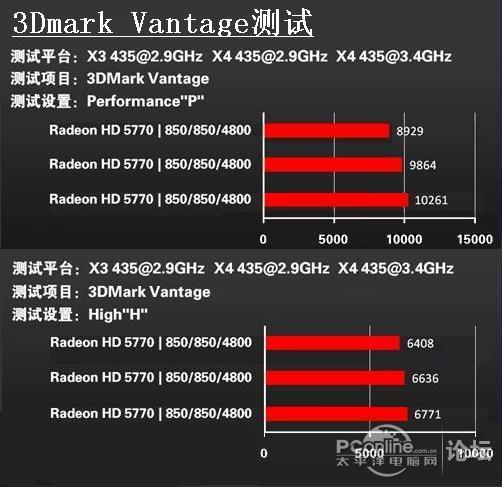 3Dmark Vantage测试
测试平台：X3 435@2.9GHz X4 435@2.9GHz X4 435@3.4GHz
测试项目：3DMark Vantage
测试设置：Performance"P"
Radeon HD 5770 | 850/850/4800 8929
Radeon HD 5770 | 850/850/4800 9864
Radeon HD 5770 | 850/850/4800 10261
0 5000 10000 15000
测试平台：X3 435@2.9GHz X4 435@2.9GHz X4 435@3.4GHz
测试项目：3DMark Vantage
测试设置：High"H"
Radeon HD 5770 | 850/850/4800 6408
Radeon HD 5770 | 850/850/4800 6636
Radeon HD 5770 | 850/850/4800 6771
0 5000 10000
PConline.com.cn 论坛
太平洋电脑网